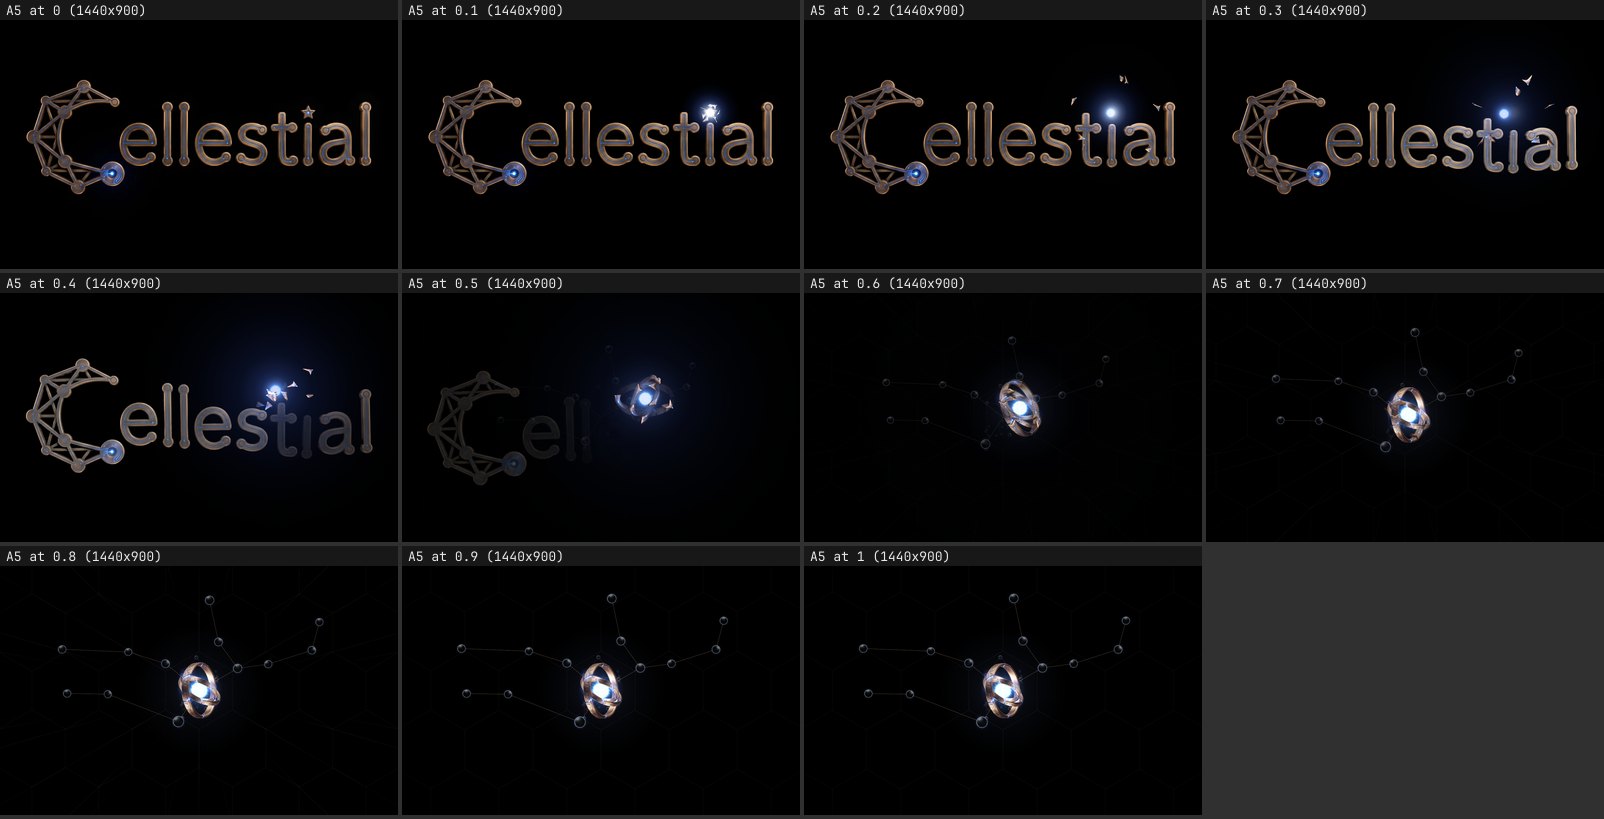 A5 at 0 (1440x900)
A5 at 0.1 (1440x900)
A5 at 0.2 (1440x900)
A5 at 0.3 (1440x900)
Cellestial
Cellestial
Cellestial
Cellestial
A5 at 0.4 (1440x900)
A5 at 0.5 (1440x900)
A5 at 0.6 (1440x900)
A5 at 0.7 (1440x900)
Cellestial
Cell
A5 at 0.8 (1440x900)
A5 at 0.9 (1440x900)
A5 at 1 (1440x900)